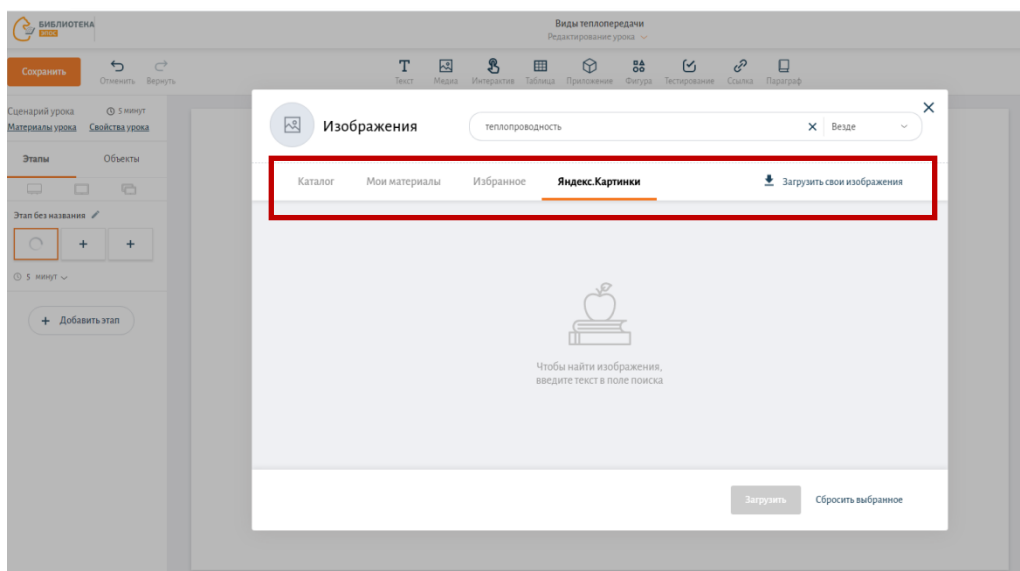 БИБЛИОТЕКА
Виды теплопередачи
Редактирование урока
Сохранить
Отменить Вернуть
Текст Медиа Интерактив Таблица Приложение Фигура Тестирование Ссылка Параграф
Сценарий урока 5 минут
Материалы урока Свойства урока
Этапы Объекты
Этап без названия
5 минут
+ Добавить этап
Изображения
теплопроводность
Везде
Каталог Мои материалы Избранное Яндекс.Картинки Загрузить свои изображения
Чтобы найти изображения,
введите текст в поле поиска
Загрузить Сбросить выбранное